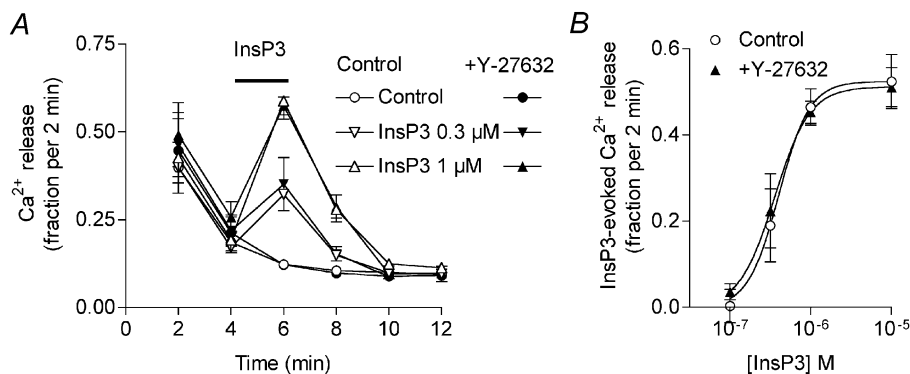 A
Ca2+ release
(fraction per 2 min)
0.75
0.50
0.25
0.00
0 2 4 6 8 10 12
Time (min)
InsP3
Control +Y-27632
Control
InsP3 0.3 µM
InsP3 1 µM
B
InsP3-evoked Ca2+ release
(fraction per 2 min)
0.6
0.4
0.2
0.0
10-7 10-6 10-5
[InsP3] M
Control
+Y-27632